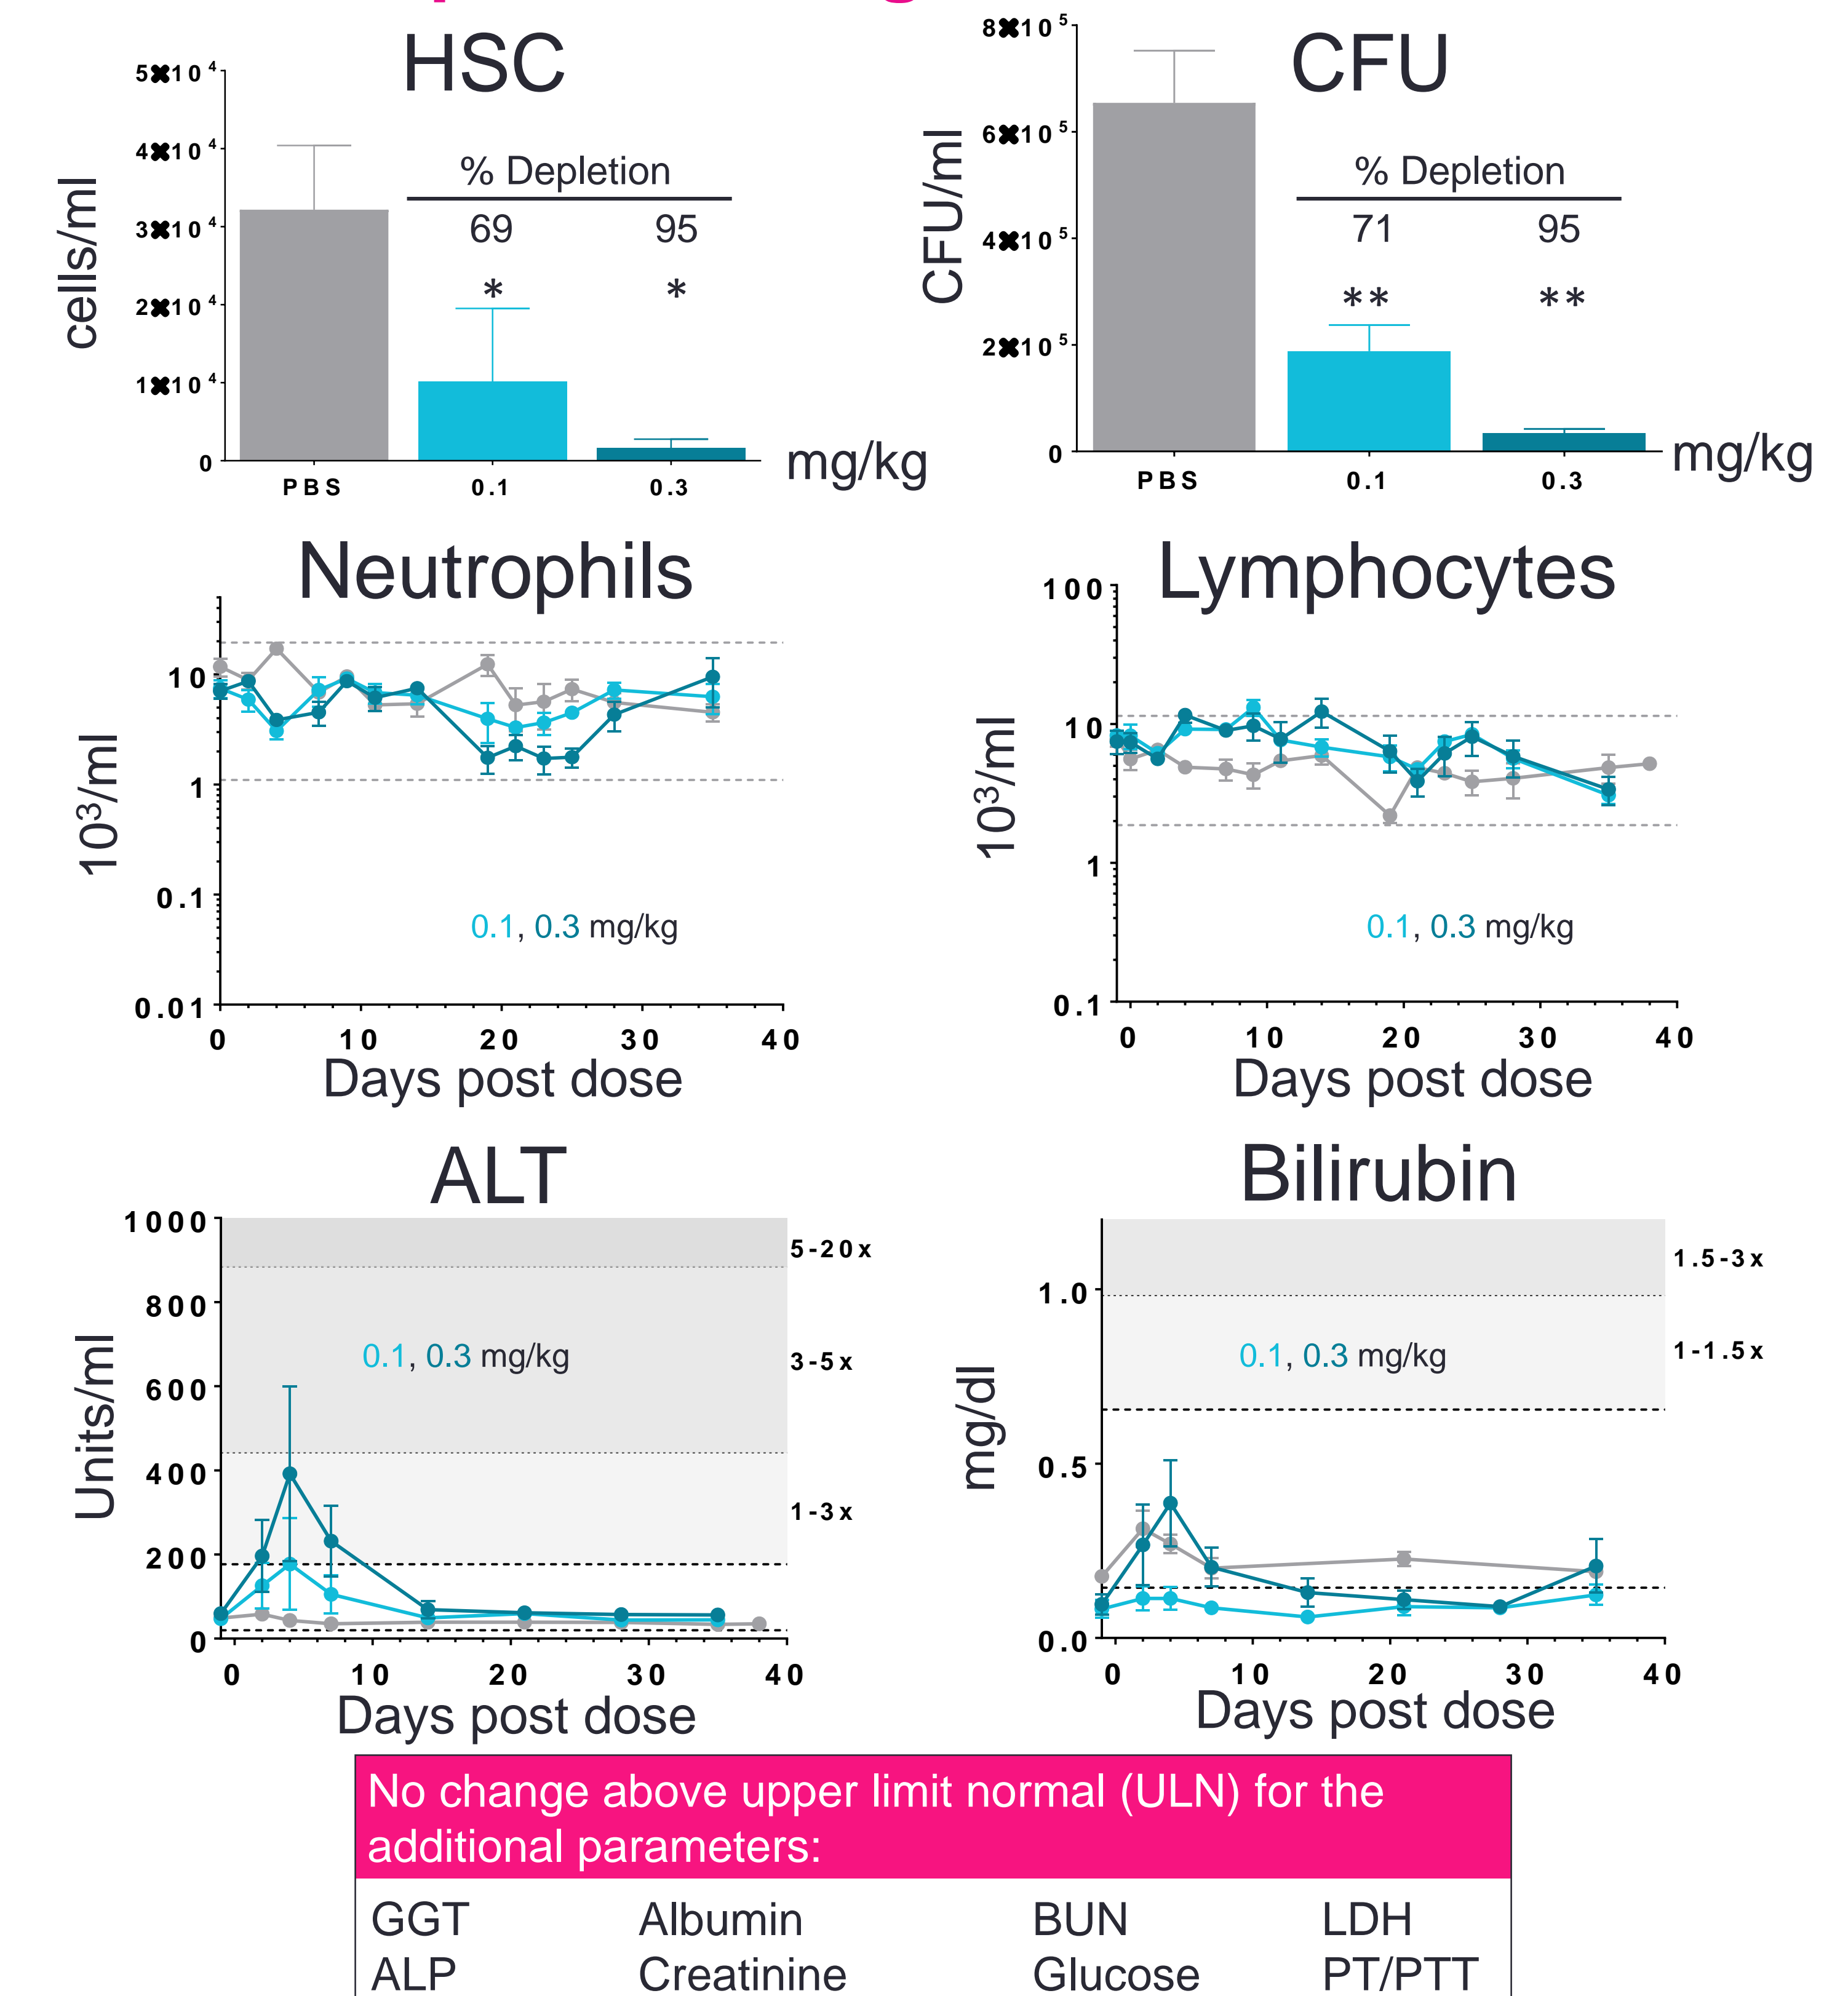 HSC
cells/ml
5✖10⁴
4✖10⁴
3✖10⁴
2✖10⁴
1✖10⁴
0
% Depletion
69 95
* *
PBS 0.1 0.3
mg/kg
CFU
CFU/ml
8✖10⁵
6✖10⁵
4✖10⁵
2✖10⁵
0
% Depletion
71 95
** **
PBS 0.1 0.3
mg/kg
Neutrophils
10³/ml
10
1
0.1
0.01
0.1, 0.3 mg/kg
0 10 20 30 40
Days post dose
Lymphocytes
10³/ml
100
10
1
0.1
0.1, 0.3 mg/kg
0 10 20 30 40
Days post dose
ALT
Units/ml
1000
800
600
400
200
0
5-20x
3-5x
1-3x
0.1, 0.3 mg/kg
0 10 20 30 40
Days post dose
Bilirubin
mg/dl
1.0
0.5
0.0
1.5-3x
1-1.5x
0.1, 0.3 mg/kg
0 10 20 30 40
Days post dose
No change above upper limit normal (ULN) for the
additional parameters:
GGT Albumin BUN LDH
ALP Creatinine Glucose PT/PTT